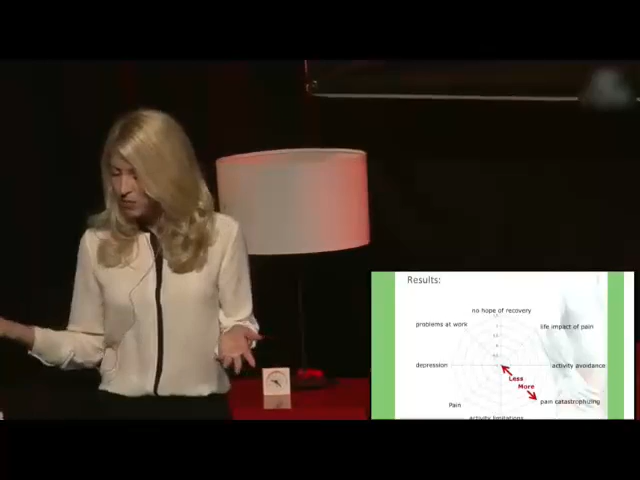 Results:
no hope of recovery
problems at work
life impact of pain
depression
activity avoidance
Less
More
Pain
pain catastrophizing
activity limitations